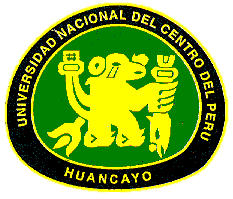 UNIVERSIDAD NACIONAL DEL CENTRO DEL PERU
HUANCAYO